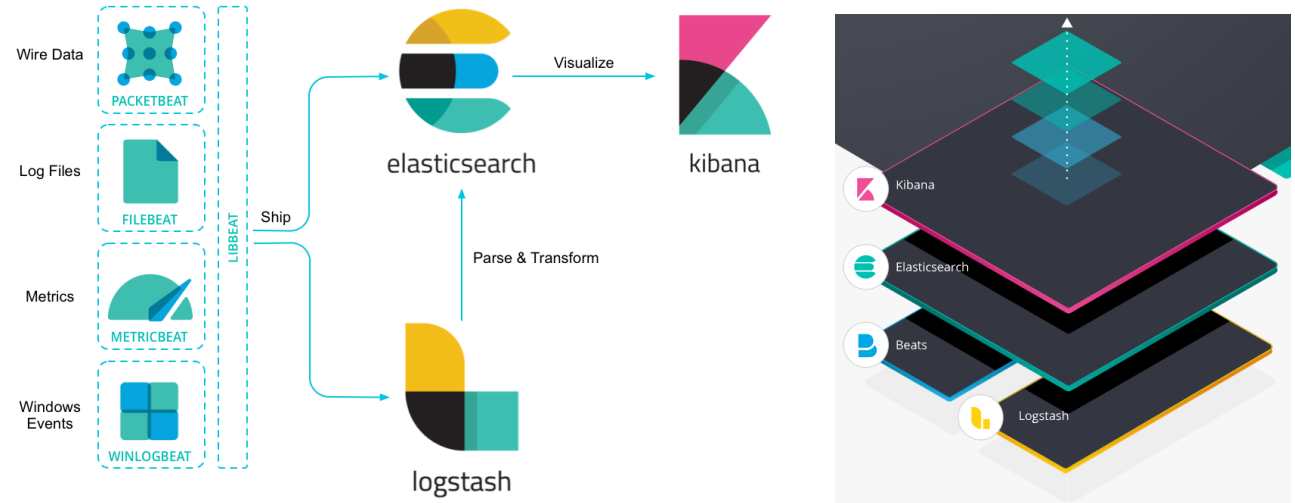 Wire Data
PACKETBEAT
Log Files
FILEBEAT
Metrics
METRICBEAT
Windows
Events
WINLOGBEAT
LIBBEAT
Ship
elasticsearch
Parse & Transform
logstash
Visualize
kibana
Kibana
Elasticsearch
Beats
Logstash